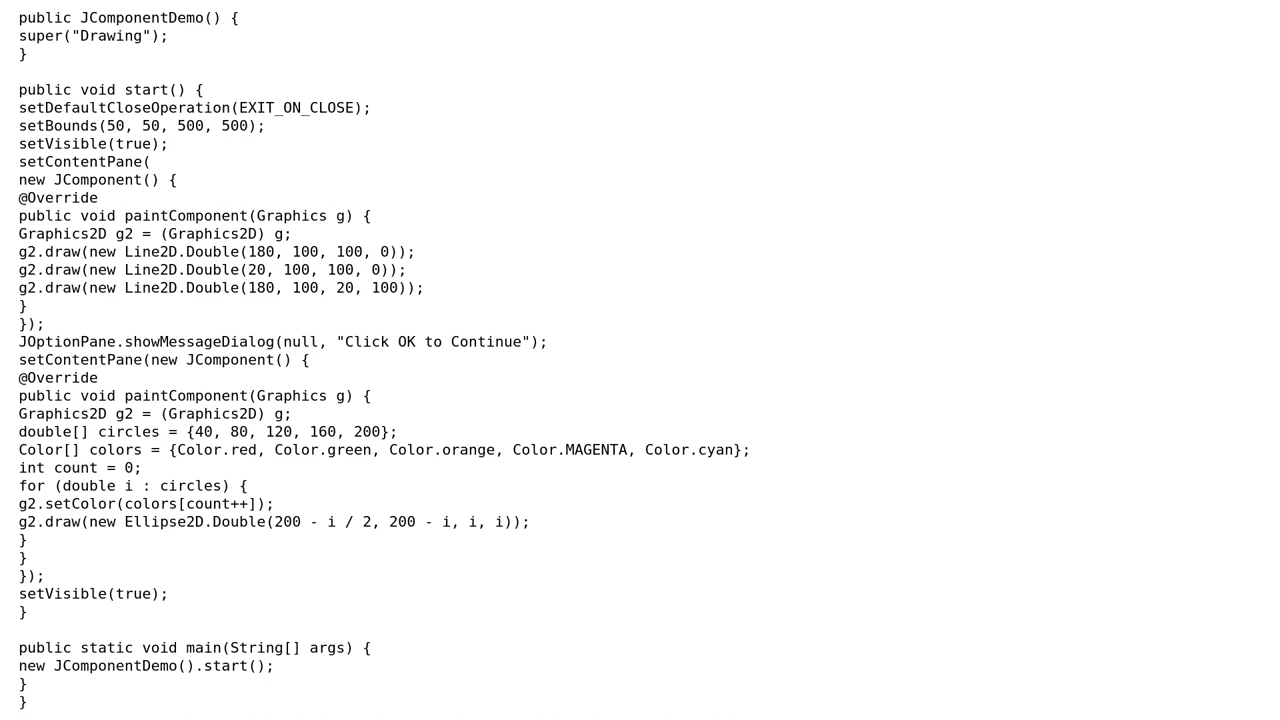 public JComponentDemo() {
super("Drawing");
}

public void start() {
setDefaultCloseOperation(EXIT_ON_CLOSE);
setBounds(50, 50, 500, 500);
setVisible(true);
setContentPane(
new JComponent() {
@Override
public void paintComponent(Graphics g) {
Graphics2D g2 = (Graphics2D) g;
g2.draw(new Line2D.Double(180, 100, 100, 0));
g2.draw(new Line2D.Double(20, 100, 100, 0));
g2.draw(new Line2D.Double(180, 100, 20, 100));
}
});
JOptionPane.showMessageDialog(null, "Click OK to Continue");
setContentPane(new JComponent() {
@Override
public void paintComponent(Graphics g) {
Graphics2D g2 = (Graphics2D) g;
double[] circles = {40, 80, 120, 160, 200};
Color[] colors = {Color.red, Color.green, Color.orange, Color.MAGENTA, Color.cyan};
int count = 0;
for (double i : circles) {
g2.setColor(colors[count++]);
g2.draw(new Ellipse2D.Double(200 - i / 2, 200 - i, i, i));
}
}
});
setVisible(true);
}

public static void main(String[] args) {
new JComponentDemo().start();
}
}